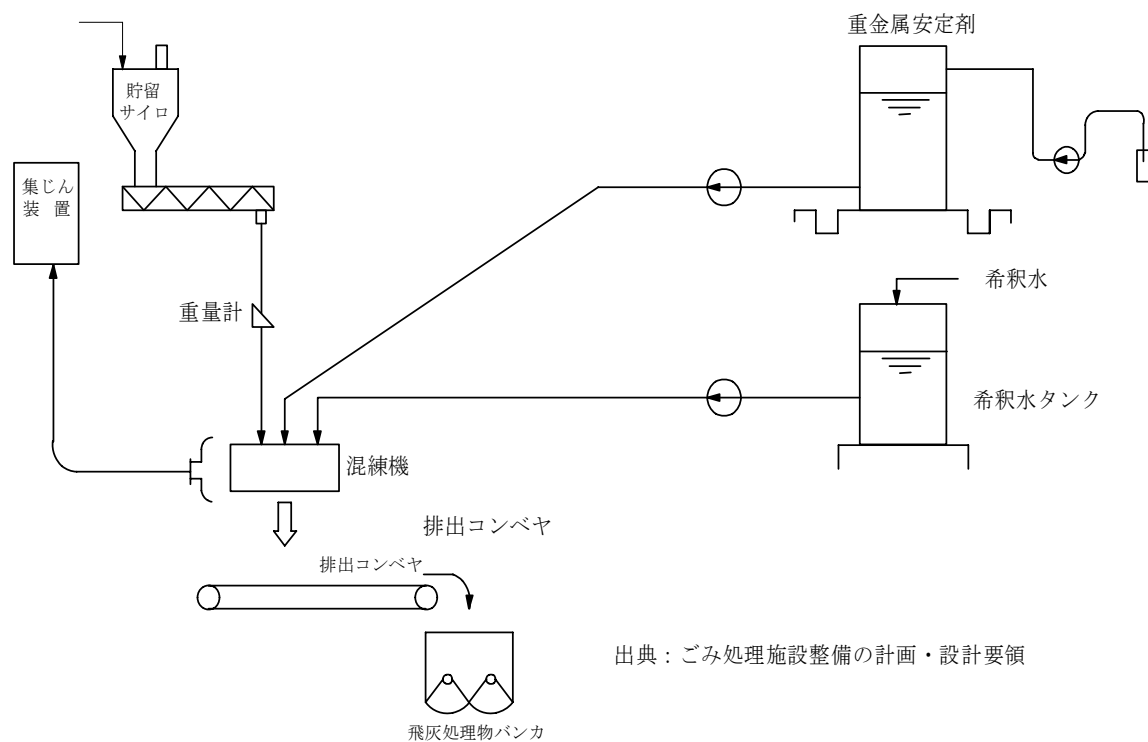 重金属安定剤
貯留
サイロ
集じん
装　置
重量計
希釈水
希釈水タンク
混練機
排出コンベヤ
排出コンベヤ
飛灰処理物バンカ
出典：ごみ処理施設整備の計画・設計要領